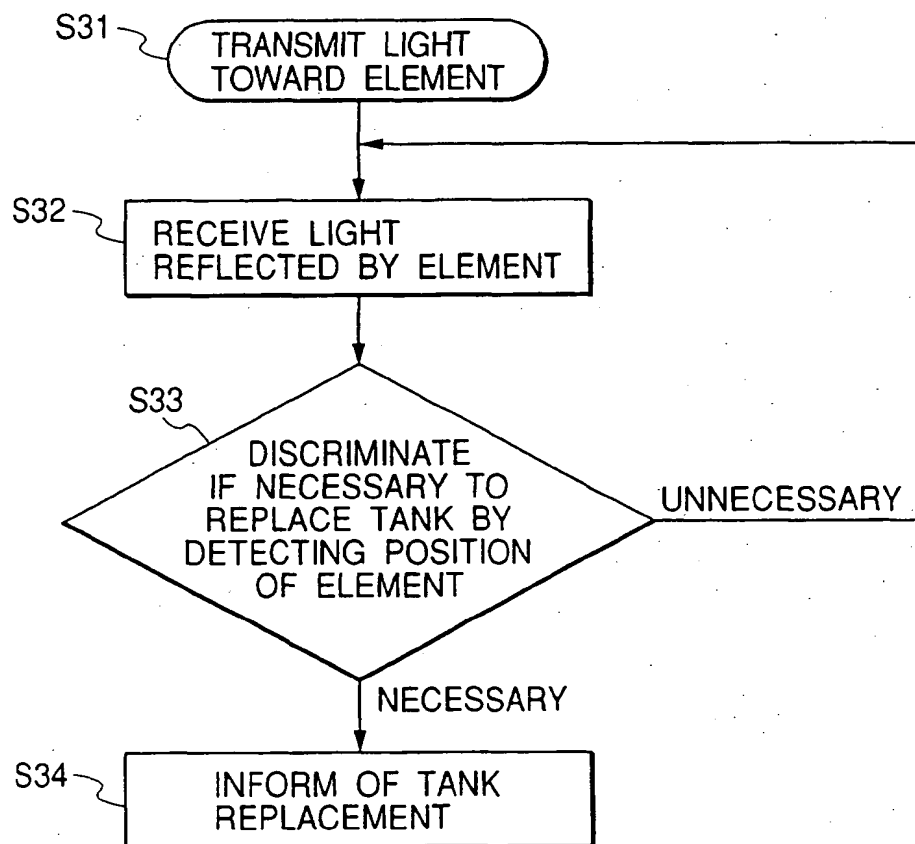 S31
TRANSMIT LIGHT
TOWARD ELEMENT
S32
RECEIVE LIGHT
REFLECTED BY ELEMENT
S33
DISCRIMINATE
IF NECESSARY TO
REPLACE TANK BY
DETECTING POSITION
OF ELEMENT
UNNECESSARY
NECESSARY
S34
INFORM OF TANK
REPLACEMENT